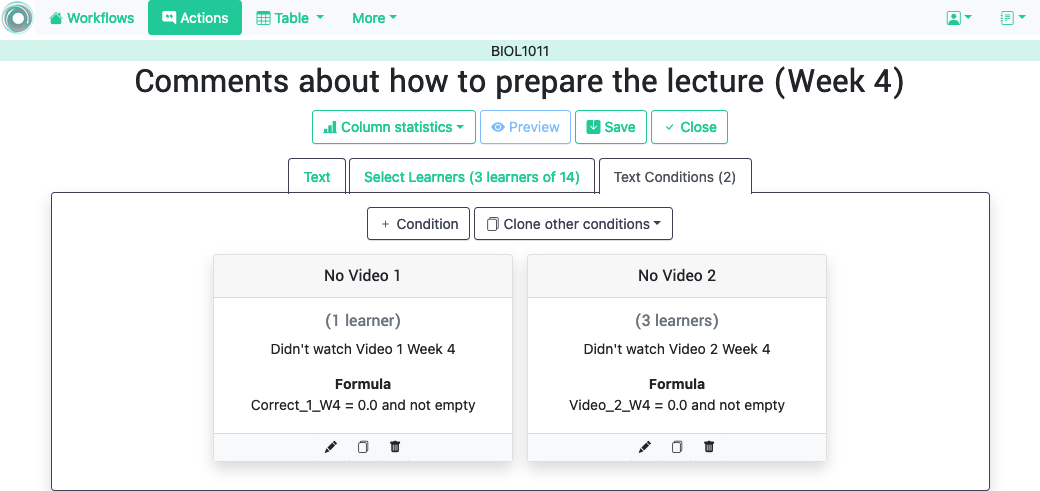 Workflows Actions Table More
BIOL1011
Comments about how to prepare the lecture (Week 4)
Column statistics Preview Save Close
Text Select Learners (3 learners of 14) Text Conditions (2)
+ Condition Clone other conditions
No Video 1 No Video 2
(1 learner) (3 learners)
Didn't watch Video 1 Week 4 Didn't watch Video 2 Week 4
Formula Formula
Correct_1_W4 = 0.0 and not empty Video_2_W4 = 0.0 and not empty